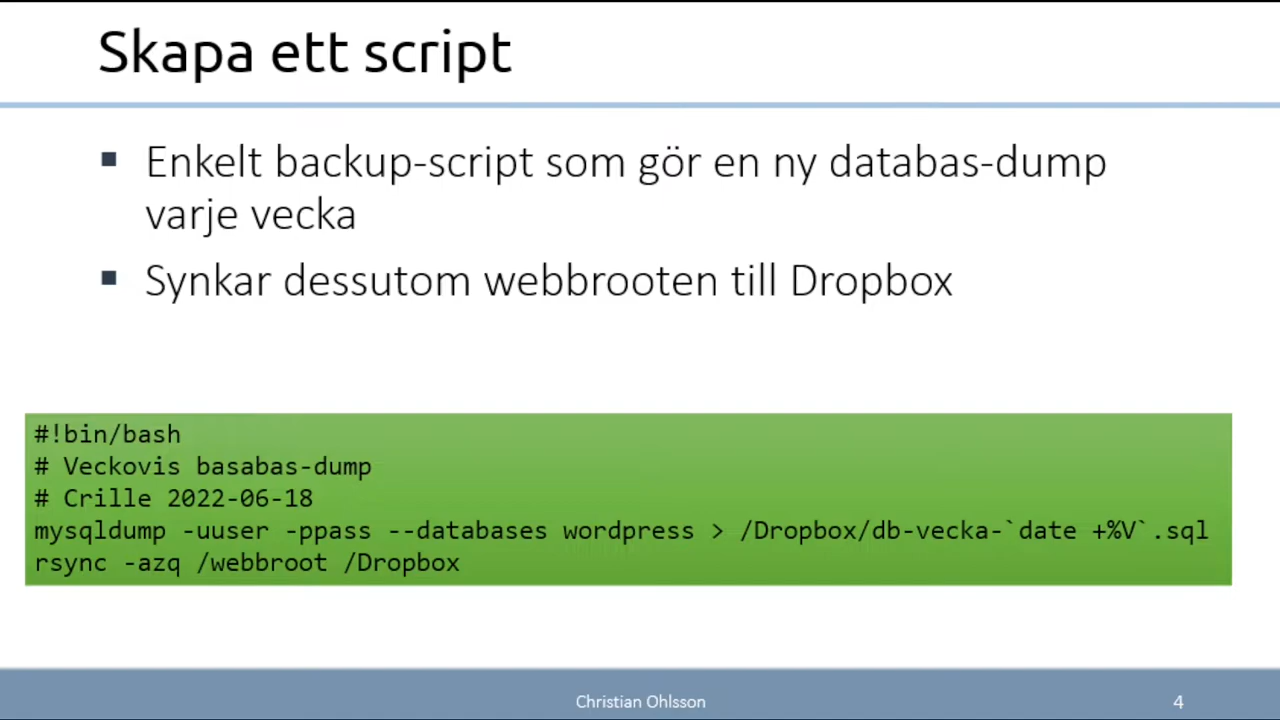 Skapa ett script
Enkelt backup-script som gör en ny databas-dump
varje vecka
Synkar dessutom webbrooten till Dropbox
#!bin/bash
# Veckovis basabas-dump
# Crille 2022-06-18
mysqldump -uuser -ppass --databases wordpress > /Dropbox/db-vecka-`date +%V`.sql
rsync -azq /webbroot /Dropbox
Christian Ohlsson
4